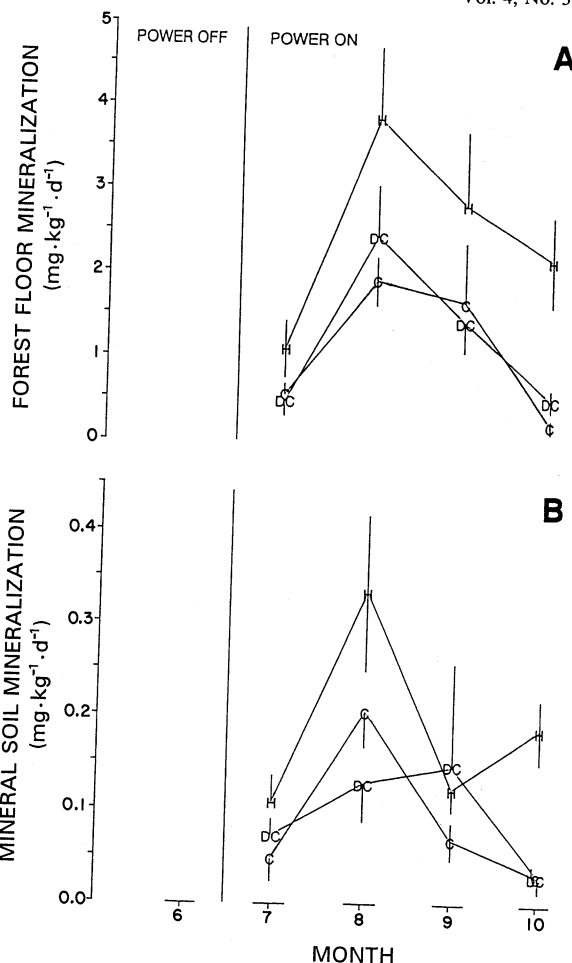 Vol. 4, No. 3
POWER OFF
POWER ON
A
FOREST FLOOR MINERALIZATION
(mg·kg⁻¹·d⁻¹)
5
4
3
2
1
0
H
H
H
H
DC
C
C
DC
C
DC
DC
C
B
MINERAL SOIL MINERALIZATION
(mg·kg⁻¹·d⁻¹)
0.4
0.3
0.2
0.1
0.0
H
H
H
H
C
DC
DC
DC
C
C
DC
6
7
8
9
10
MONTH